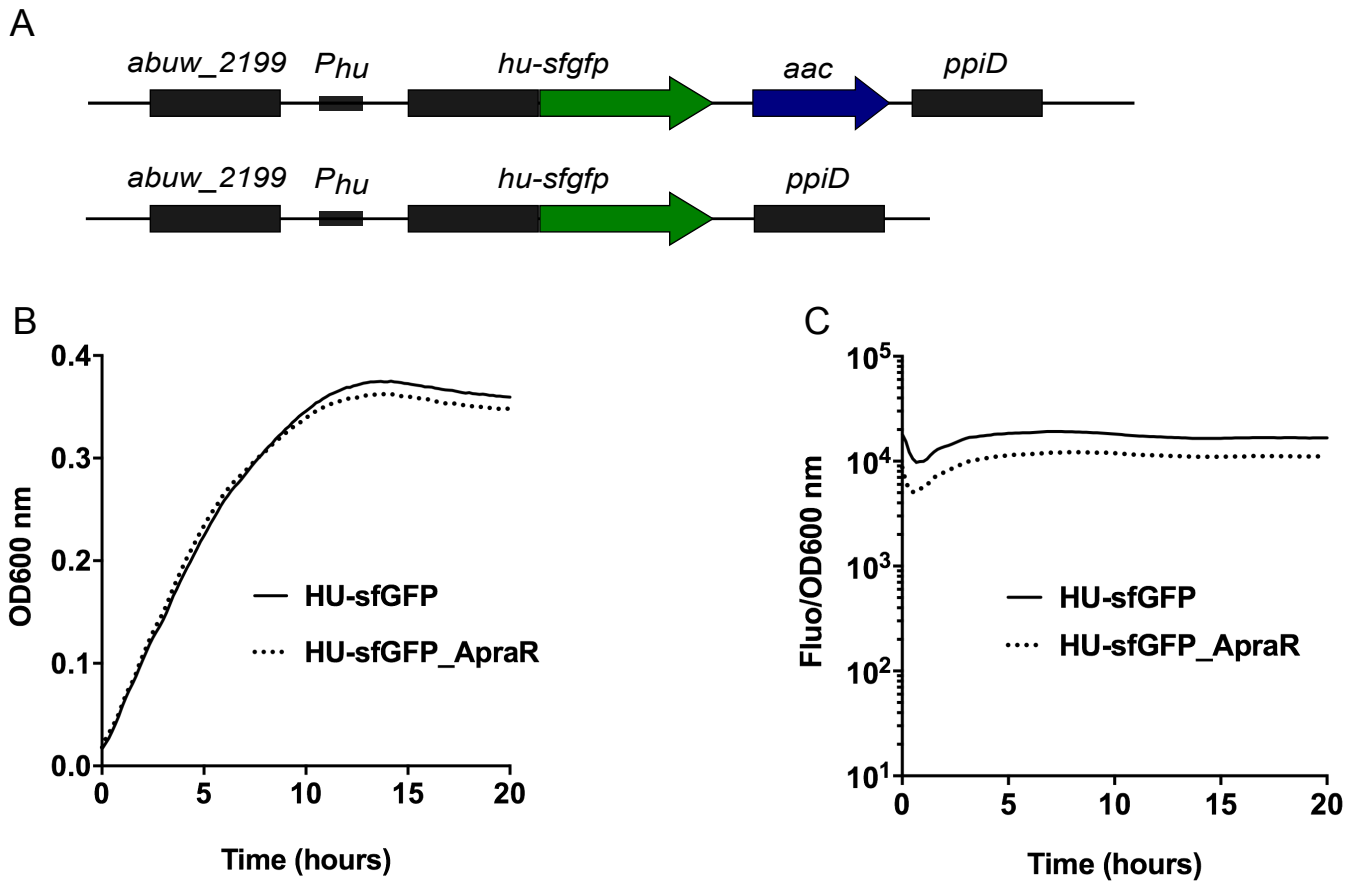 A
abuw_2199 Phu hu-sfgfp aac ppiD
abuw_2199 Phu hu-sfgfp ppiD
B
0.4
0.3
0.2
0.1
0.0
OD600 nm
HU-sfGFP
HU-sfGFP_ApraR
0 5 10 15 20
Time (hours)
C
10^5
10^4
10^3
10^2
10^1
Fluo/OD600 nm
HU-sfGFP
HU-sfGFP_ApraR
0 5 10 15 20
Time (hours)